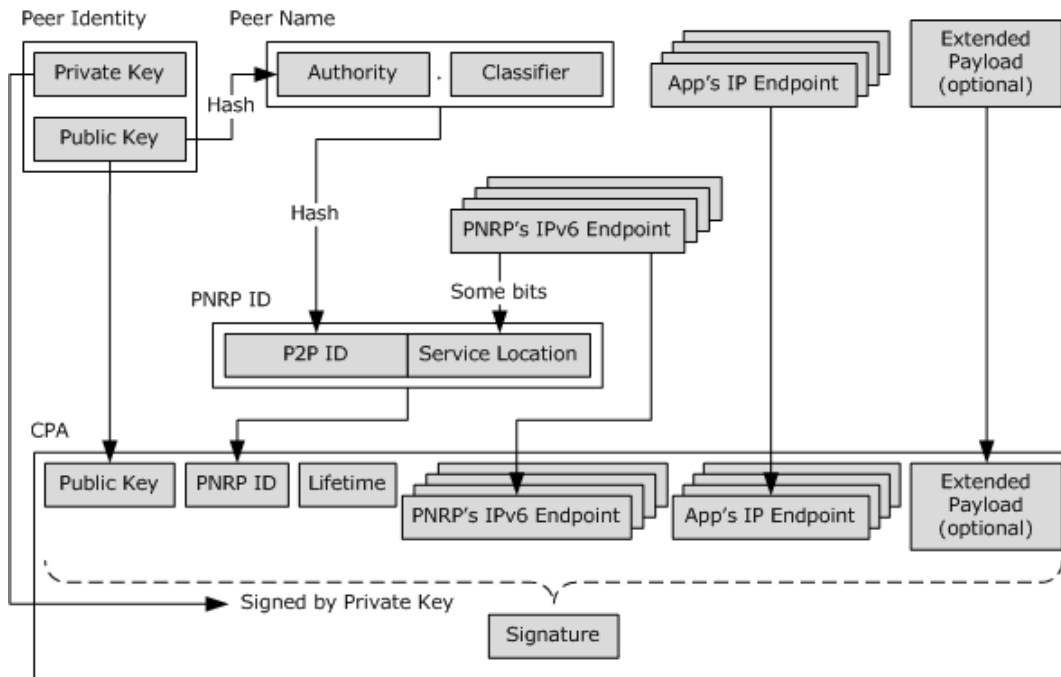 Peer Identity
Peer Name
Private Key
Hash
Authority
.
Classifier
App's IP Endpoint
Extended
Payload
(optional)
Public Key
Hash
PNRP's IPv6 Endpoint
Some bits
PNRP ID
P2P ID
Service Location
CPA
Public Key
PNRP ID
Lifetime
PNRP's IPv6 Endpoint
App's IP Endpoint
Extended
Payload
(optional)
Signed by Private Key
Signature